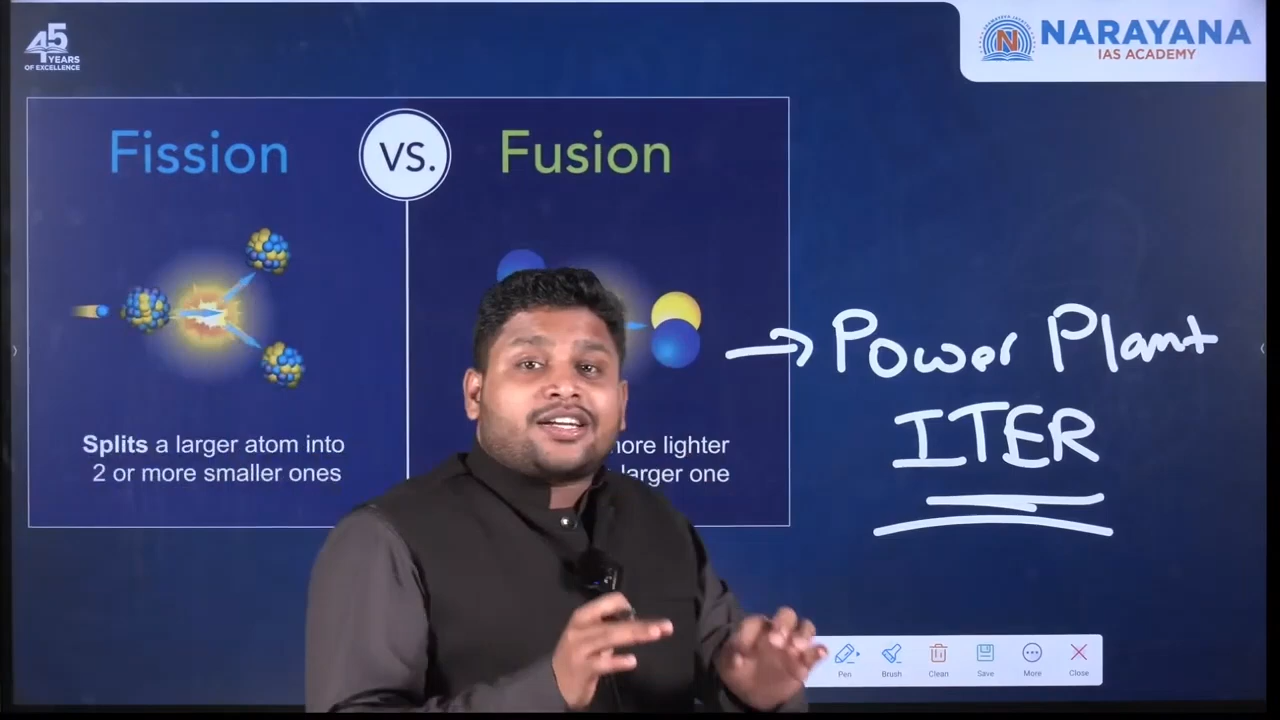 45
YEARS
OF EXCELLENCE
NARAYANA
IAS ACADEMY
Fission
VS.
Fusion
Splits a larger atom into
2 or more smaller ones
lighter
larger one
Power Plant
ITER
Pen
Brush
Clean
Save
More
Close